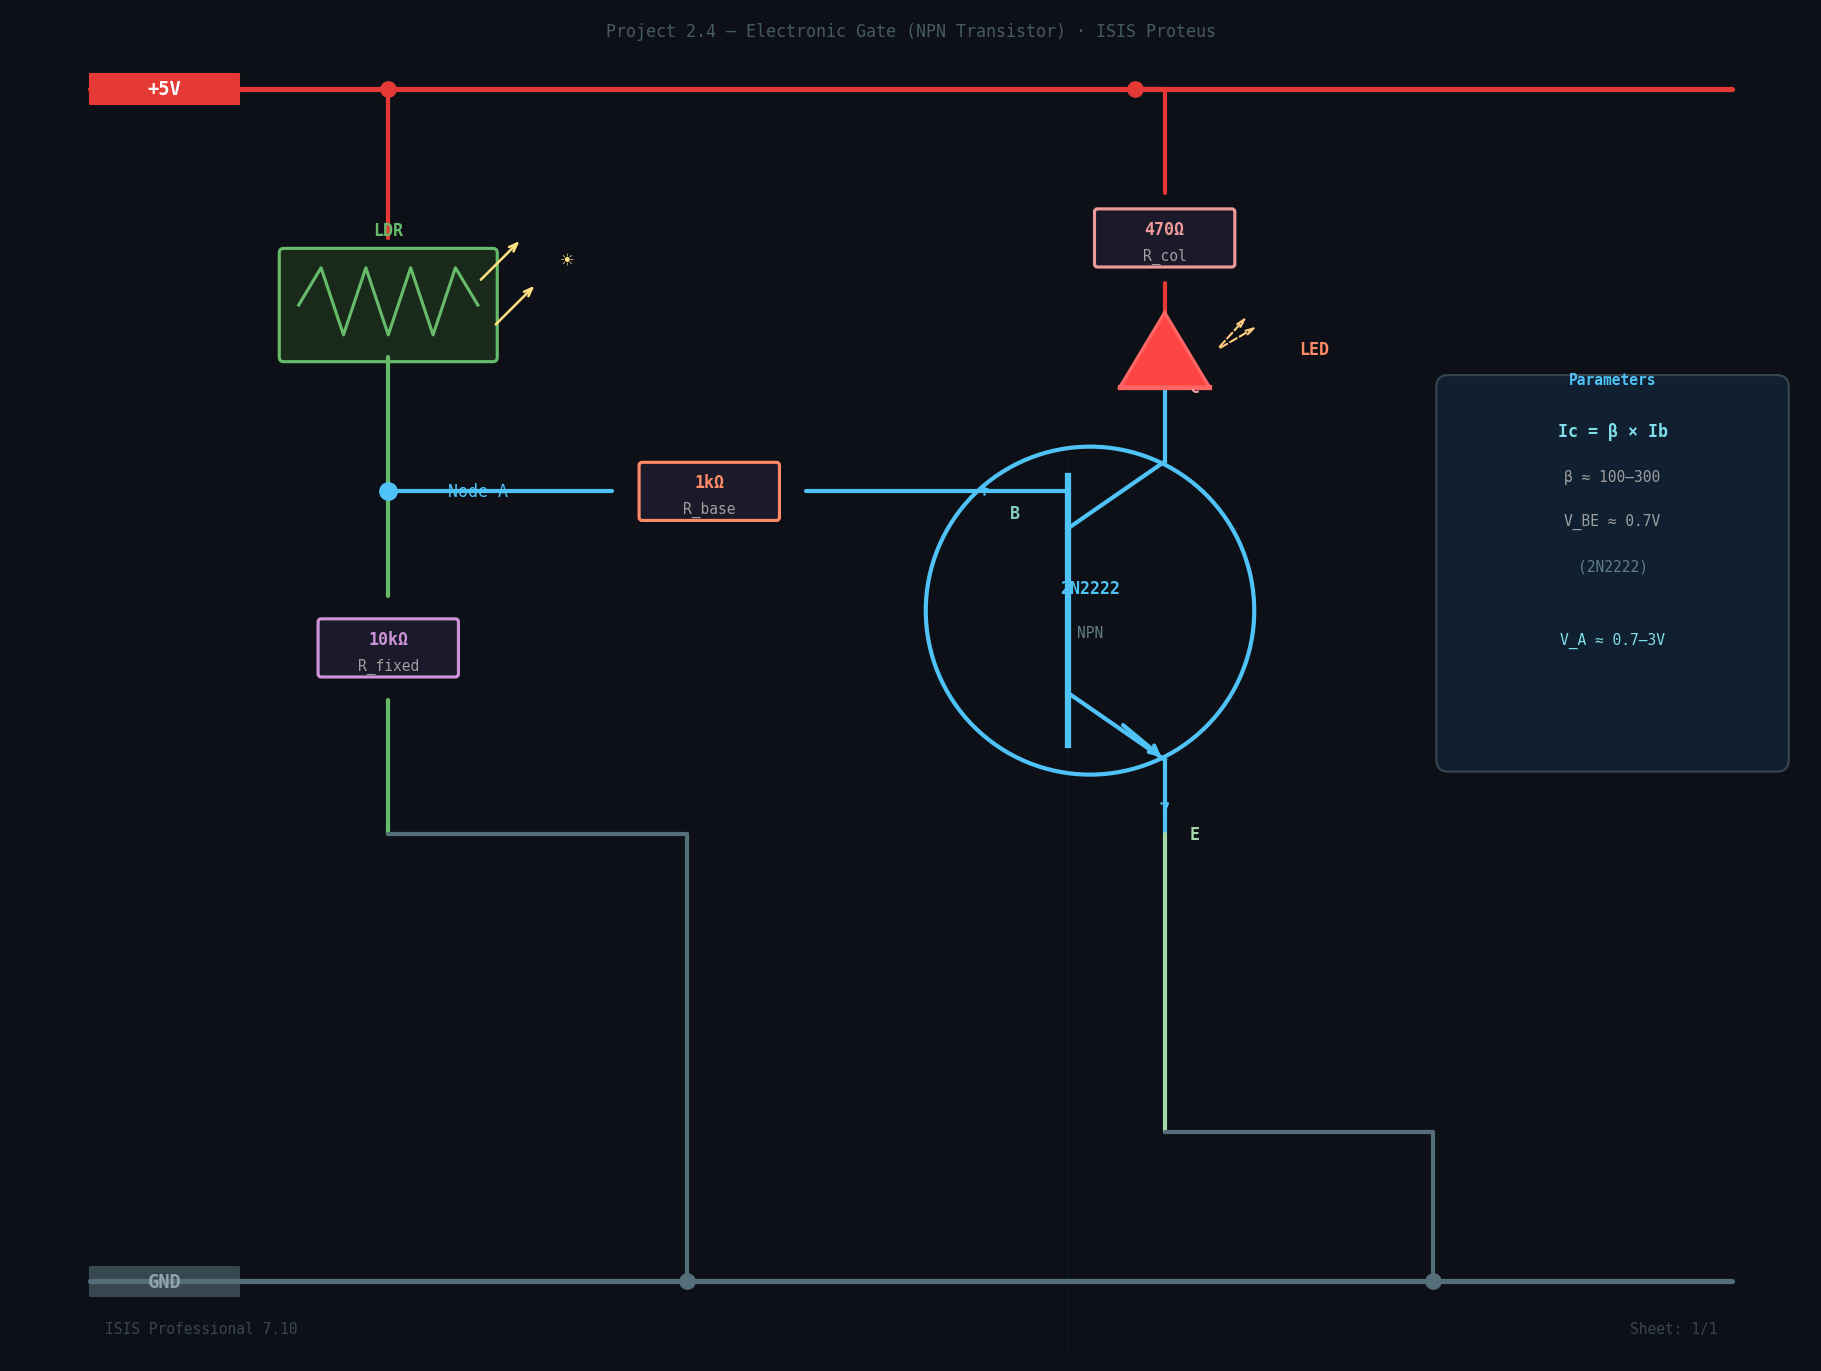 Project 2.4 — Electronic Gate (NPN Transistor) · ISIS Proteus
+5V
LDR
470Ω
R_col
LED
C
Parameters
Ic = β × Ib
β ≈ 100–300
V_BE ≈ 0.7V
(2N2222)
V_A ≈ 0.7–3V
Node A
1kΩ
R_base
B
2N2222
NPN
10kΩ
R_fixed
E
GND
ISIS Professional 7.10
Sheet: 1/1